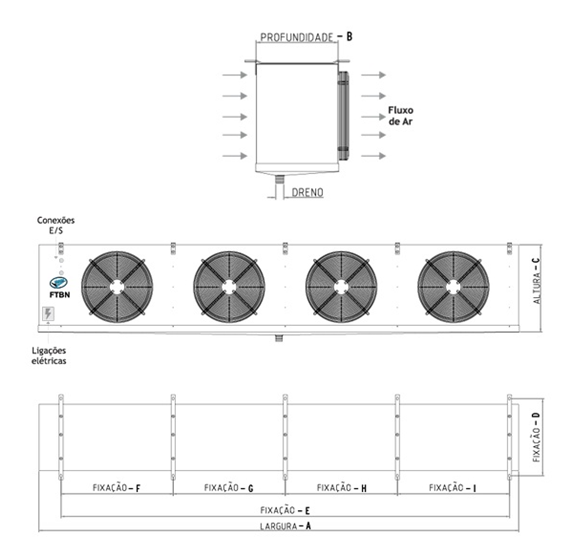 PROFUNDIDADE - B
Fluxo
de Ar
DRENO
Conexões
E/S
FTBN
ALTURA - C
Ligações
elétricas
FIXAÇÃO - D
FIXAÇÃO - F
FIXAÇÃO - G
FIXAÇÃO - H
FIXAÇÃO - I
FIXAÇÃO - E
LARGURA - A